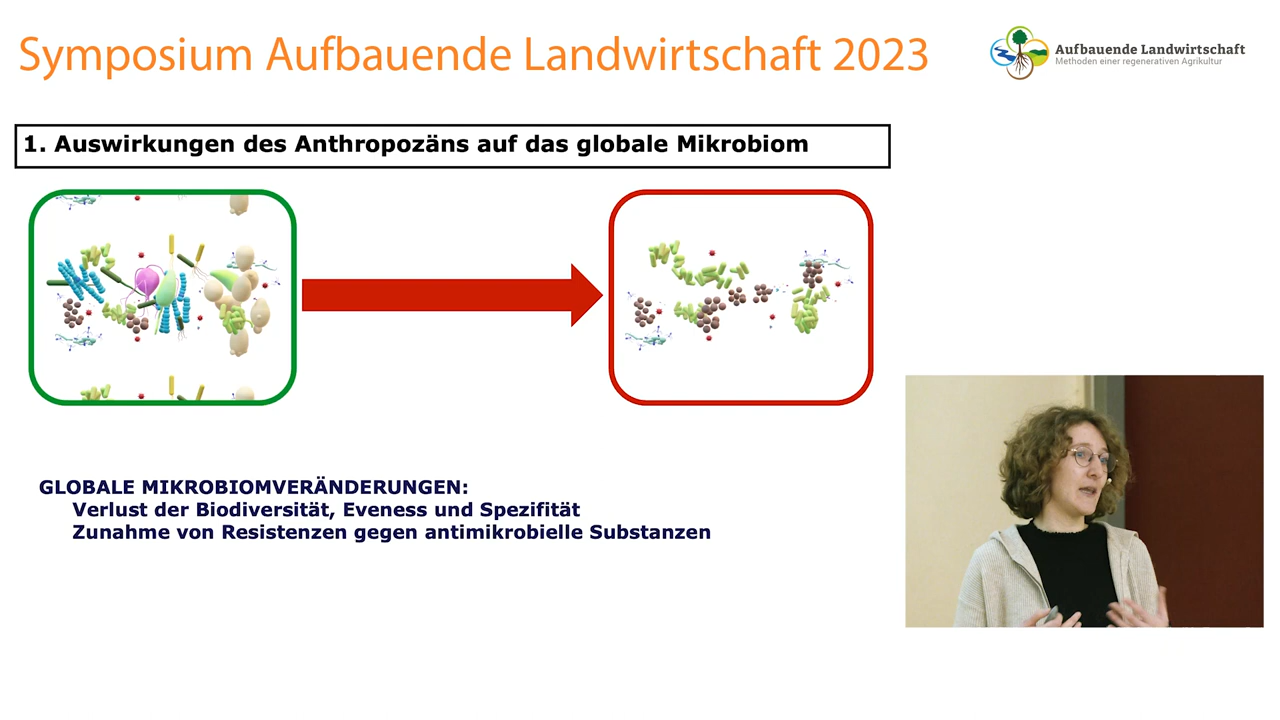 Symposium Aufbauende Landwirtschaft 2023
Aufbauende Landwirtschaft
Methoden einer regenerativen Agrikultur
1. Auswirkungen des Anthropozäns auf das globale Mikrobiom
GLOBALE MIKROBIOMVERÄNDERUNGEN:
Verlust der Biodiversität, Eveness und Spezifität
Zunahme von Resistenzen gegen antimikrobielle Substanzen